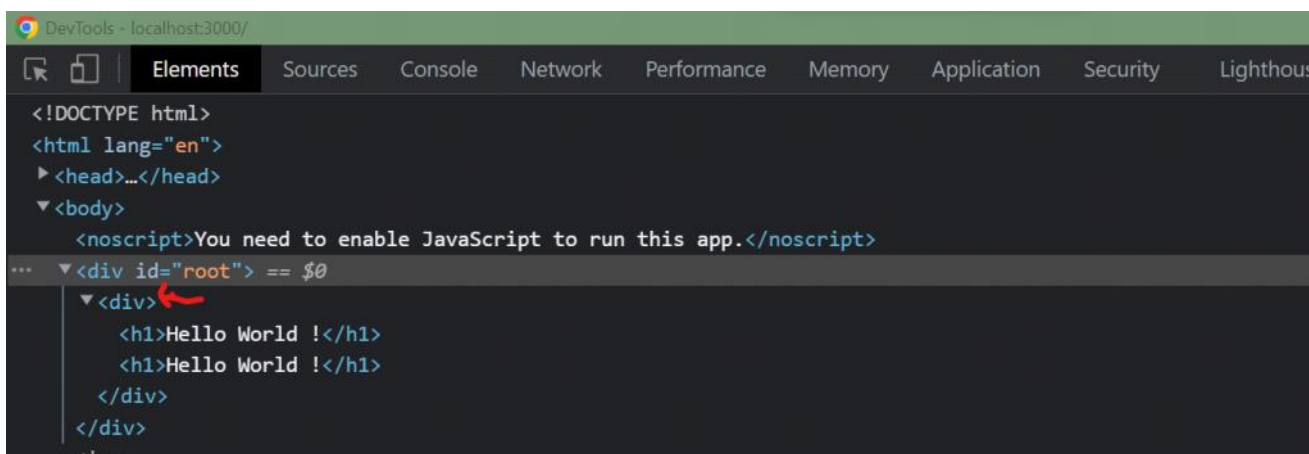 DevTools - localhost:3000/
Elements Sources Console Network Performance Memory Application Security Lighthous
<!DOCTYPE html>
<html lang="en">
<head>…</head>
<body>
<noscript>You need to enable JavaScript to run this app.</noscript>
<div id="root"> == $0
<div>
<h1>Hello World !</h1>
<h1>Hello World !</h1>
</div>
</div>